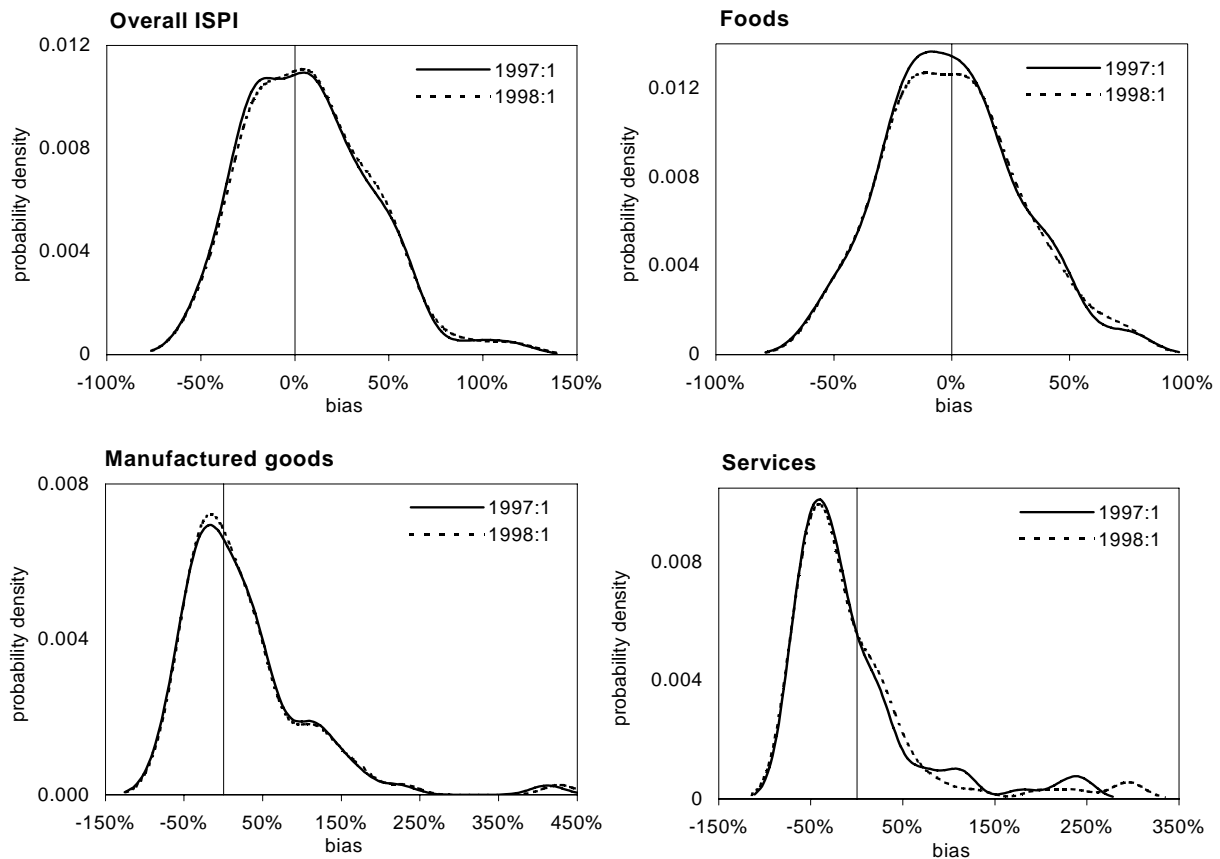 Overall ISPI
0.012
0.008
0.004
0
probability density
1997:1
1998:1
-100% -50% 0% 50% 100% 150%
bias
Foods
0.012
0.008
0.004
0
probability density
1997:1
1998:1
-100% -50% 0% 50% 100%
bias
Manufactured goods
0.008
0.004
0.000
probability density
1997:1
1998:1
-150% -50% 50% 150% 250% 350% 450%
bias
Services
0.008
0.004
0
probability density
1997:1
1998:1
-150% -50% 50% 150% 250% 350%
bias